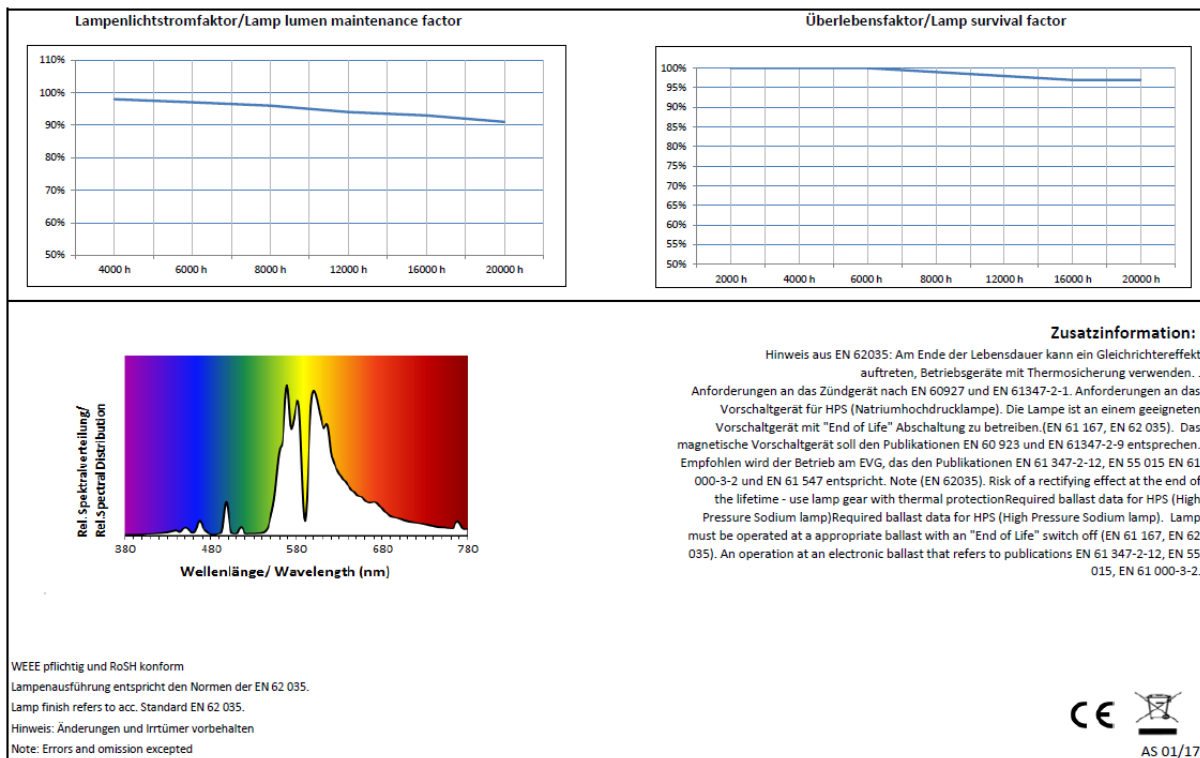 Lampenlichtstromfaktor/Lamp lumen maintenance factor
110%
100%
90%
80%
70%
60%
50%
4000 h 6000 h 8000 h 12000 h 16000 h 20000 h
Überlebensfaktor/Lamp survival factor
100%
95%
90%
85%
80%
75%
70%
65%
60%
55%
50%
2000 h 4000 h 6000 h 8000 h 12000 h 16000 h 20000 h
Rel. Spektralverteilung/
Rel.Spectral Distribution
380 480 580 680 780
Wellenlänge/ Wavelength (nm)
Zusatzinformation:
Hinweis aus EN 62035: Am Ende der Lebensdauer kann ein Gleichrichtereffekt
auftreten, Betriebsgeräte mit Thermosicherung verwenden. .
Anforderungen an das Zündgerät nach EN 60927 und EN 61347-2-1. Anforderungen an das
Vorschaltgerät für HPS (Natriumhochdrucklampe). Die Lampe ist an einem geeigneten
Vorschaltgerät mit "End of Life" Abschaltung zu betreiben.(EN 61 167, EN 62 035). Das
magnetische Vorschaltgerät soll den Publikationen EN 60 923 und EN 61347-2-9 entsprechen.
Empfohlen wird der Betrieb am EVG, das den Publikationen EN 61 347-2-12, EN 55 015 EN 61
000-3-2 und EN 61 547 entspricht. Note (EN 62035). Risk of a rectifying effect at the end of
the lifetime - use lamp gear with thermal protectionRequired ballast data for HPS (High
Pressure Sodium lamp)Required ballast data for HPS (High Pressure Sodium lamp). Lamp
must be operated at a appropriate ballast with an "End of Life" switch off (EN 61 167, EN 62
035). An operation at an electronic ballast that refers to publications EN 61 347-2-12, EN 55
015, EN 61 000-3-2.
WEEE pflichtig und RoSH konform
Lampenausführung entspricht den Normen der EN 62 035.
Lamp finish refers to acc. Standard EN 62 035.
Hinweis: Änderungen und Irrtümer vorbehalten
Note: Errors and omission excepted
CE
AS 01/17